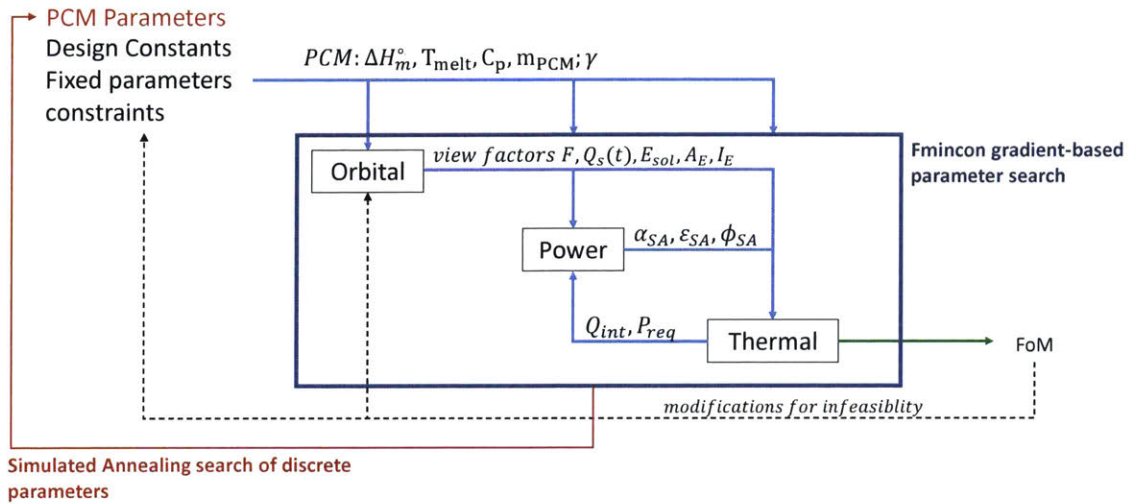 PCM Parameters
Design Constants
Fixed parameters
constraints
PCM: ΔH°m, Tmelt, Cp, mPCM; γ
Orbital
view factors F, Qs(t), Esol, AE, IE
Fmincon gradient-based
parameter search
Power
αSA, εSA, ϕSA
Qint, Preq
Thermal
FoM
modifications for infeasiblity
Simulated Annealing search of discrete
parameters